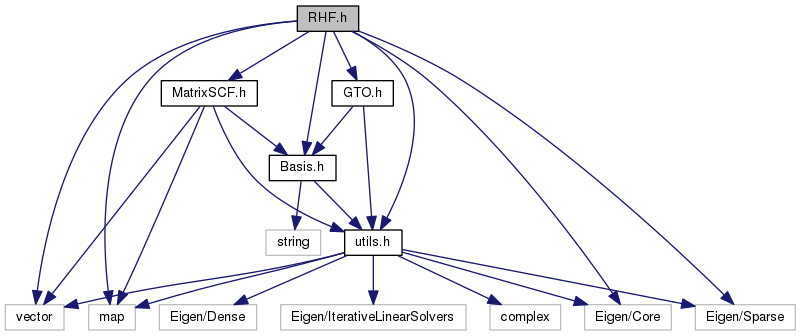 RHF.h
MatrixSCF.h
GTO.h
Basis.h
string
utils.h
vector
map
Eigen/Dense
Eigen/IterativeLinearSolvers
complex
Eigen/Core
Eigen/Sparse